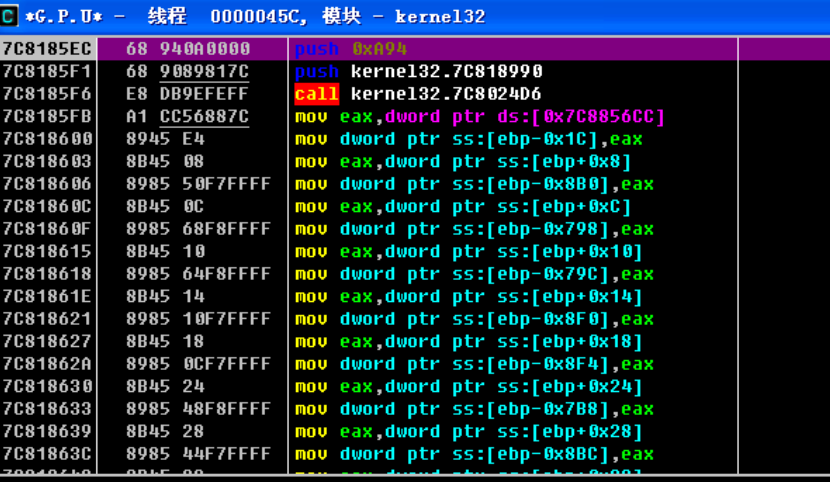 C *G.P.U* - 线程 0000045C, 模块 - kernel32
7C8185EC 68 940A0000 push 0xA94
7C8185F1 68 9089817C push kernel32.7C818990
7C8185F6 E8 DB9EFEFF call kernel32.7C8024D6
7C8185FB A1 CC56887C mov eax,dword ptr ds:[0x7C8856CC]
7C818600 8945 E4 mov dword ptr ss:[ebp-0x1C],eax
7C818603 8B45 08 mov eax,dword ptr ss:[ebp+0x8]
7C818606 8985 50F7FFFF mov dword ptr ss:[ebp-0x8B0],eax
7C81860C 8B45 0C mov eax,dword ptr ss:[ebp+0xC]
7C81860F 8985 68F8FFFF mov dword ptr ss:[ebp-0x798],eax
7C818615 8B45 10 mov eax,dword ptr ss:[ebp+0x10]
7C818618 8985 64F8FFFF mov dword ptr ss:[ebp-0x79C],eax
7C81861E 8B45 14 mov eax,dword ptr ss:[ebp+0x14]
7C818621 8985 10F7FFFF mov dword ptr ss:[ebp-0x8F0],eax
7C818627 8B45 18 mov eax,dword ptr ss:[ebp+0x18]
7C81862A 8985 0CF7FFFF mov dword ptr ss:[ebp-0x8F4],eax
7C818630 8B45 24 mov eax,dword ptr ss:[ebp+0x24]
7C818633 8985 48F8FFFF mov dword ptr ss:[ebp-0x7B8],eax
7C818639 8B45 28 mov eax,dword ptr ss:[ebp+0x28]
7C81863C 8985 44F7FFFF mov dword ptr ss:[ebp-0x8BC],eax